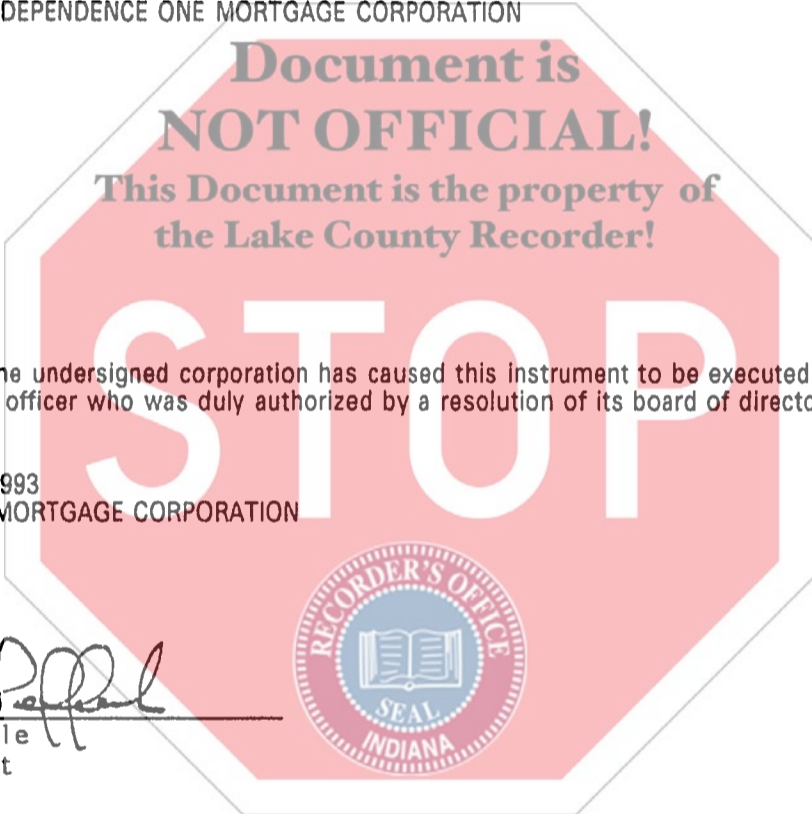 DEPENDENCE ONE MORTGAGE CORPORATION
Document is
NOT OFFICIAL!
This Document is the property of
the Lake County Recorder!
STOP
he undersigned corporation has caused this instrument to be executed
officer who was duly authorized by a resolution of its board of directo
993
MORTGAGE CORPORATION
RECORDER'S OFFICE
SEAL
INDIANA
le
t